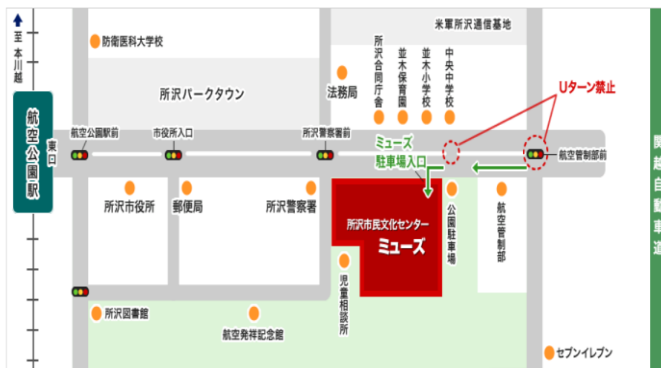 至 本川越
防衛医科大学校
米軍所沢通信基地
所沢パークタウン
法務局
所沢合同庁舎
並木保育園
並木小学校
中央中学校
Uターン禁止
航空公園駅
東口
航空公園駅前
市役所入口
所沢警察署前
ミューズ
駐車場入口
航空管制部前
関越自動車道
所沢市役所
郵便局
所沢警察署
所沢市民文化センター
ミューズ
公園駐車場
航空管制部
児童相談所
所沢図書館
航空発祥記念館
セブンイレブン